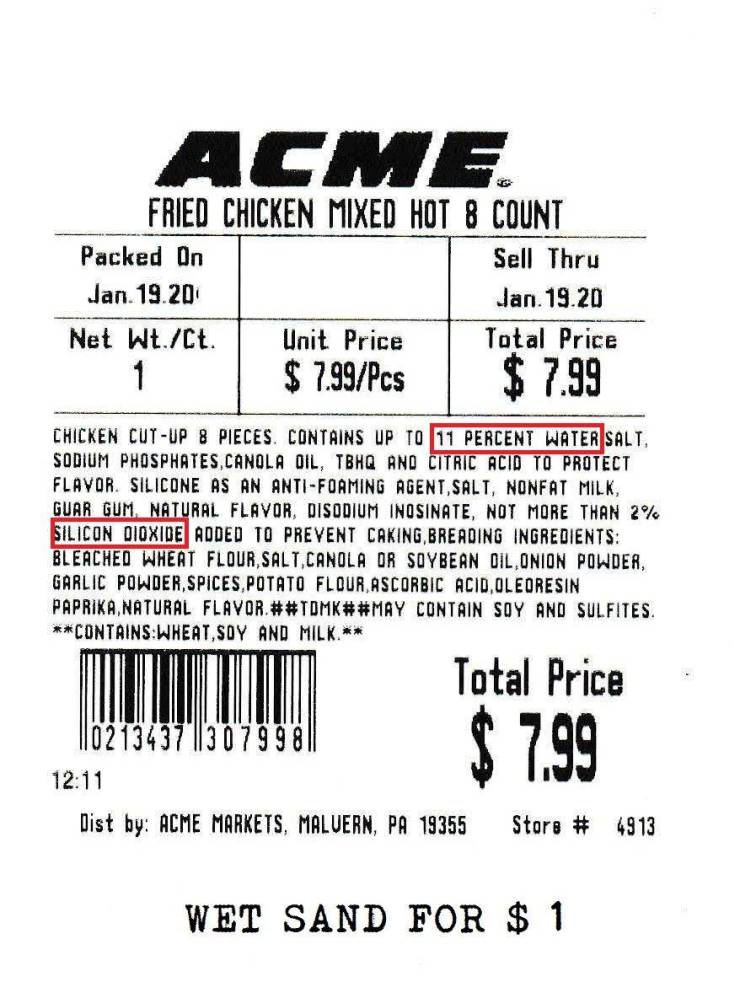 ACME®
FRIED CHICKEN MIXED HOT 8 COUNT
Packed On
Jan.19.20
Sell Thru
Jan.19.20
Net Wt./Ct.
1
Unit Price
$ 7.99/Pcs
Total Price
$ 7.99
CHICKEN CUT-UP 8 PIECES. CONTAINS UP TO 11 PERCENT WATER SALT,
SODIUM PHOSPHATES,CANOLA OIL, TBHQ AND CITRIC ACID TO PROTECT
FLAVOR. SILICONE AS AN ANTI-FOAMING AGENT,SALT, NONFAT MILK,
GUAR GUM, NATURAL FLAVOR, DISODIUM INOSINATE, NOT MORE THAN 2%
SILICON DIOXIDE ADDED TO PREVENT CAKING,BREADING INGREDIENTS:
BLEACHED WHEAT FLOUR,SALT,CANOLA OR SOYBEAN OIL,ONION POWDER,
GARLIC POWDER,SPICES,POTATO FLOUR,ASCORBIC ACID,OLEORESIN
PAPRIKA,NATURAL FLAVOR.##TDMK##MAY CONTAIN SOY AND SULFITES.
**CONTAINS:WHEAT,SOY AND MILK.**
0213437 307998
Total Price
$ 7.99
12:11
Dist by: ACME MARKETS, MALVERN, PA 19355 Store # 4913
WET SAND FOR $ 1